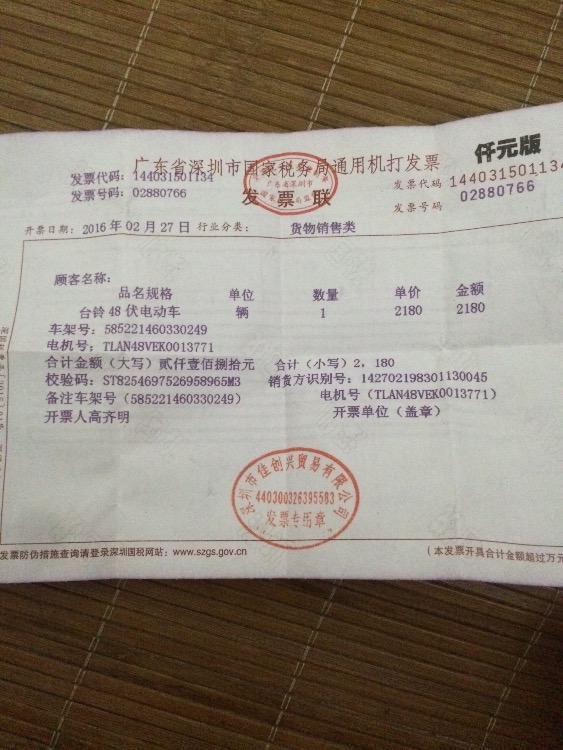 仟元版
广东省深圳市国家税务局通用机打发票
发票代码：144031501134
发票代码 144031501134
发票号码：02880766
发票联
发票号码 02880766
开票日期：2016 年 02 月 27 日 行业分类： 货物销售类
顾客名称：
品名规格 单位 数量 单价 金额
台铃 48 伏电动车 辆 1 2180 2180
车架号：585221460330249
电机号：TLAN48VEK0013771
合计金额（大写）贰仟壹佰捌拾元 合计（小写）2，180
校验码：ST8254697526958965M3 销货方识别号：142702198301130045
备注车架号（585221460330249） 电机号（TLAN48VEK0013771）
开票人高齐明 开票单位（盖章）
深圳市佳创兴贸易有限公司
440300326395583
发票专用章
发票防伪措施查询请登录深圳国税网站：www.szgs.gov.cn
（本发票开具合计金额超过万元